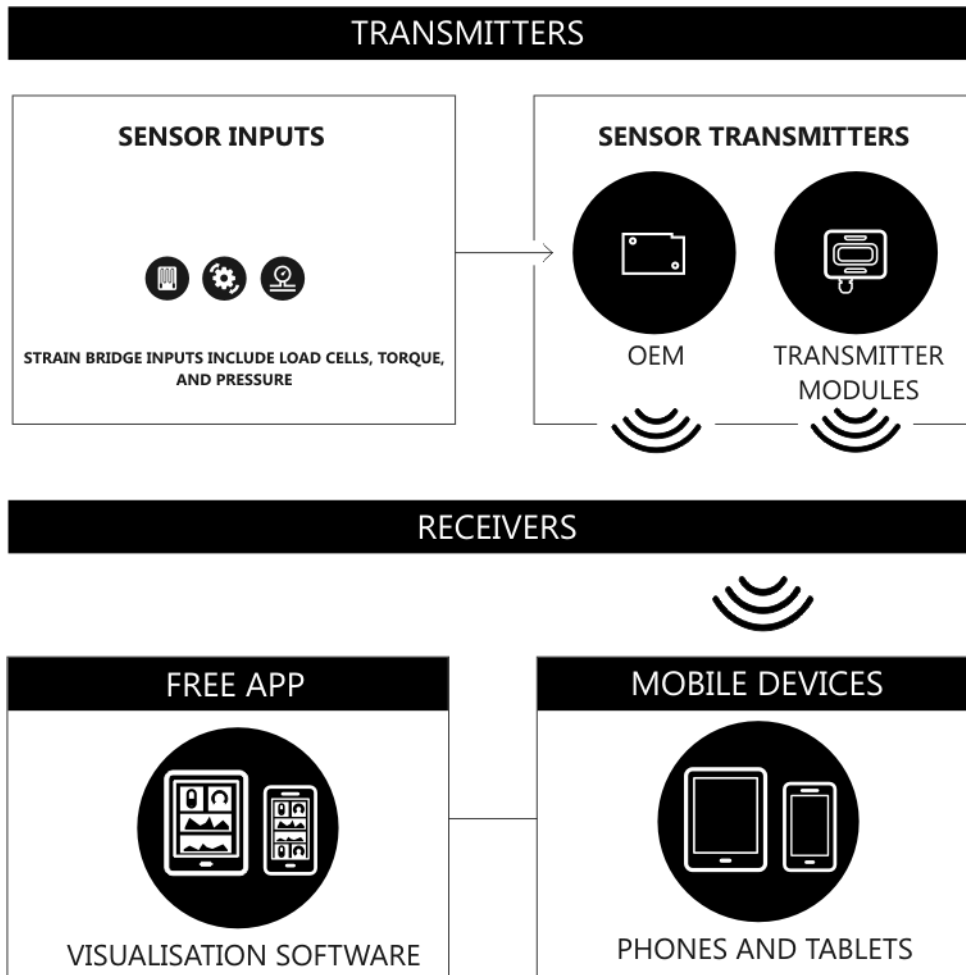 TRANSMITTERS
SENSOR INPUTS
STRAIN BRIDGE INPUTS INCLUDE LOAD CELLS, TORQUE,
AND PRESSURE
SENSOR TRANSMITTERS
OEM
TRANSMITTER
MODULES
RECEIVERS
FREE APP
VISUALISATION SOFTWARE
MOBILE DEVICES
PHONES AND TABLETS